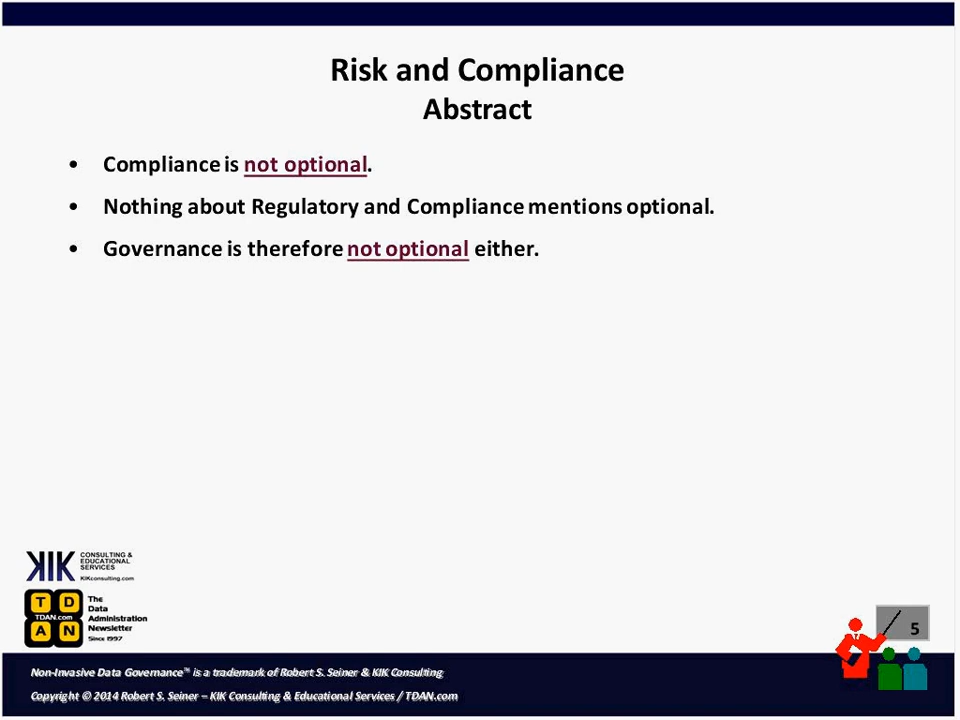 Risk and Compliance
Abstract
• Compliance is not optional.
• Nothing about Regulatory and Compliance mentions optional.
• Governance is therefore not optional either.
KIK
CONSULTING &
EDUCATIONAL
SERVICES
KIKconsulting.com
T D
TDAN.com
A N
The
Data
Administration
Newsletter
Since 1997
5
Non-Invasive Data Governance™ is a trademark of Robert S. Seiner & KIK Consulting
Copyright © 2014 Robert S. Seiner – KIK Consulting & Educational Services / TDAN.com